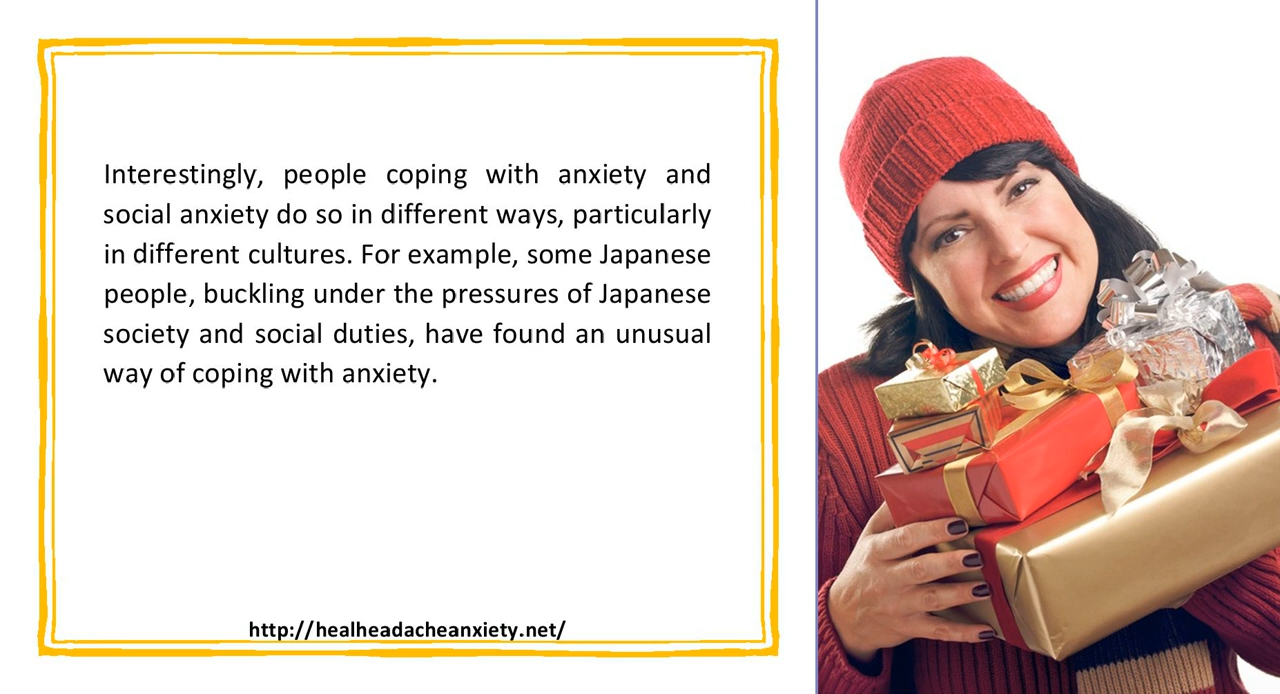 Interestingly, people coping with anxiety and
social anxiety do so in different ways, particularly
in different cultures. For example, some Japanese
people, buckling under the pressures of Japanese
society and social duties, have found an unusual
way of coping with anxiety.
http://healheadacheanxiety.net/